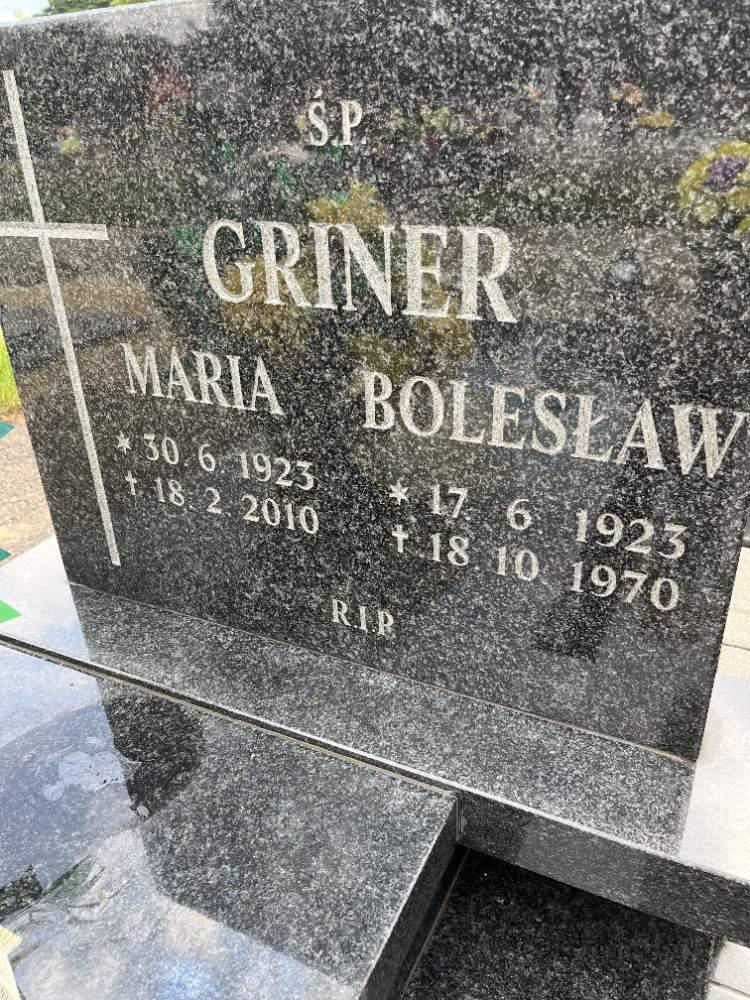 Ś.P.
GRINER
MARIA
* 30. 6. 1923
† 18. 2. 2010
BOLESŁAW
* 17. 6 1923
† 18. 10 1970
R.I.P.